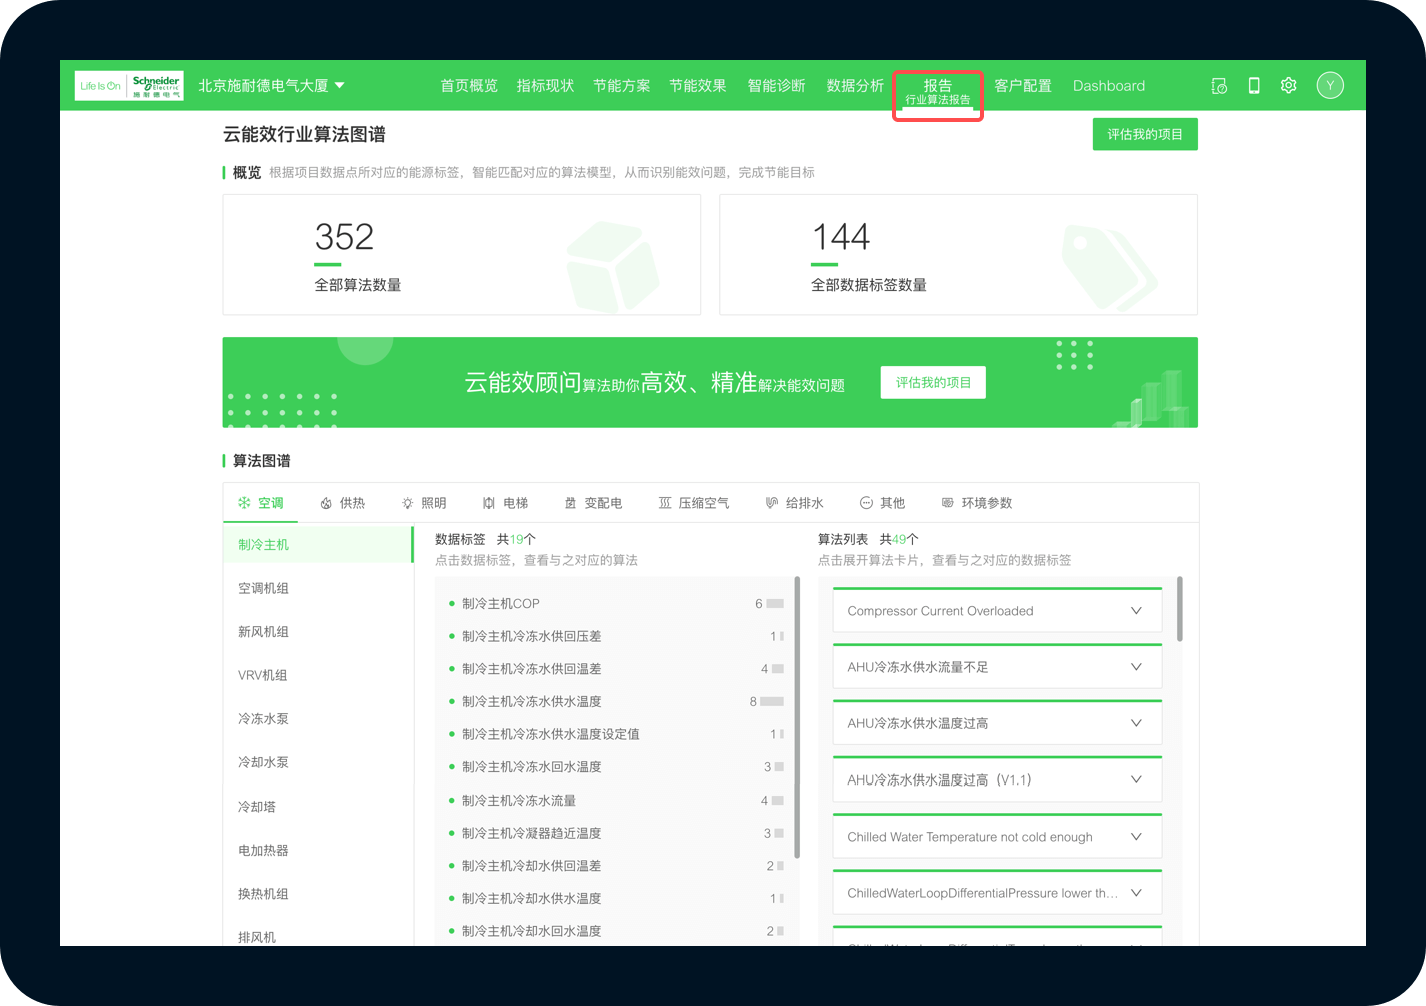 Life Is On | Schneider Electric 施耐德电气
北京施耐德电气大厦
首页概览 指标现状 节能方案 节能效果 智能诊断 数据分析 报告 客户配置 Dashboard Y
行业算法报告
云能效行业算法图谱
评估我的项目
概览 根据项目数据点所对应的能源标签，智能匹配对应的算法模型，从而识别能效问题，完成节能目标
352
全部算法数量
144
全部数据标签数量
云能效顾问算法助你高效、精准解决能效问题 评估我的项目
算法图谱
空调 供热 照明 电梯 变配电 压缩空气 给排水 其他 环境参数
制冷主机
空调机组
新风机组
VRV机组
冷冻水泵
冷却水泵
冷却塔
电加热器
换热机组
排风机
数据标签 共19个
点击数据标签，查看与之对应的算法
制冷主机COP 6
制冷主机冷冻水供回压差 1
制冷主机冷冻水供回温差 4
制冷主机冷冻水供水温度 8
制冷主机冷冻水供水温度设定值 1
制冷主机冷冻水回水温度 3
制冷主机冷冻水流量 4
制冷主机冷凝器趋近温度 3
制冷主机冷却水供回温差 2
制冷主机冷却水供水温度 1
制冷主机冷却水回水温度 2
算法列表 共49个
点击展开算法卡片，查看与之对应的数据标签
Compressor Current Overloaded
AHU冷冻水供水流量不足
AHU冷冻水供水温度过高
AHU冷冻水供水温度过高（V1.1）
Chilled Water Temperature not cold enough
ChilledWaterLoopDifferentialPressure lower th...